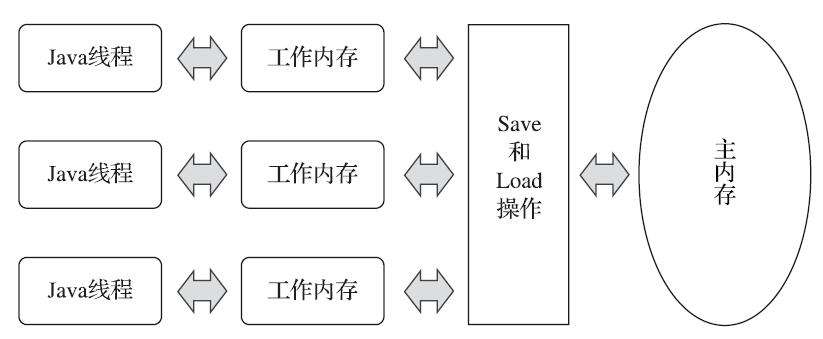 Java线程
工作内存
Java线程
工作内存
Java线程
工作内存
Save
和
Load
操作
主
内
存